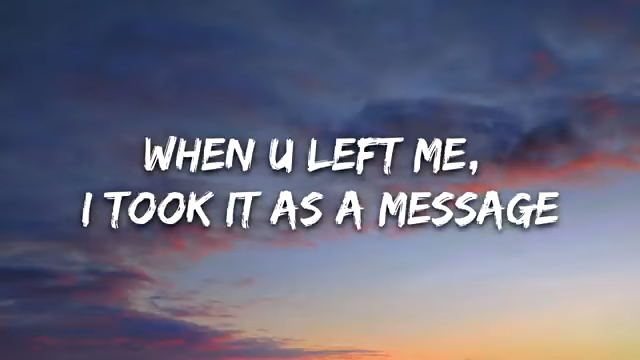 WHEN U LEFT ME,
I TOOK IT AS A MESSAGE